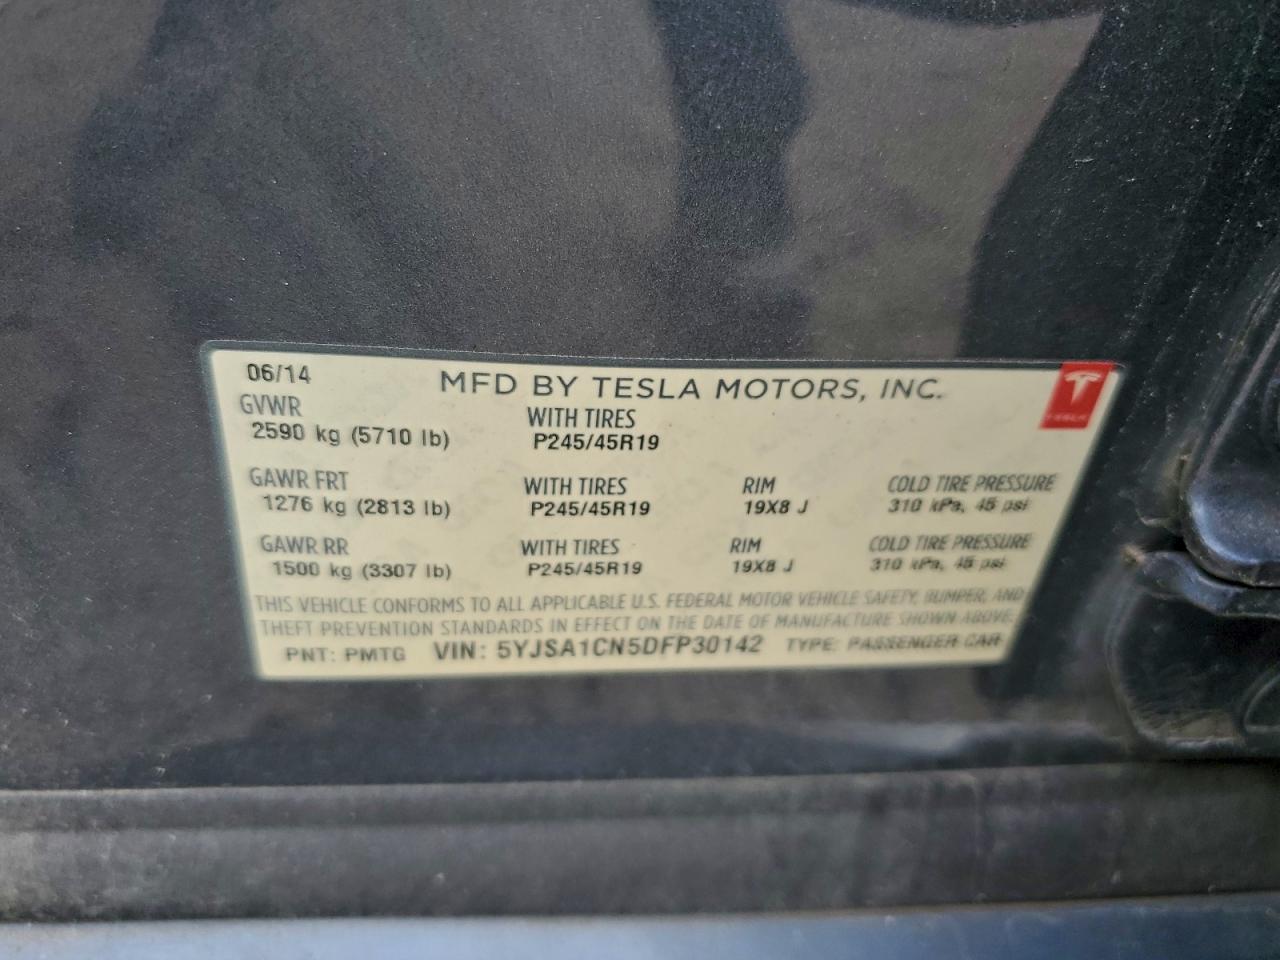 06/14 MFD BY TESLA MOTORS, INC.
GVWR WITH TIRES
2590 kg (5710 lb) P245/45R19
GAWR FRT WITH TIRES RIM COLD TIRE PRESSURE
1276 kg (2813 lb) P245/45R19 19X8 J 310 kPa, 45 psi
GAWR RR WITH TIRES RIM COLD TIRE PRESSURE
1500 kg (3307 lb) P245/45R19 19X8 J 310 kPa, 45 psi
THIS VEHICLE CONFORMS TO ALL APPLICABLE U.S. FEDERAL MOTOR VEHICLE SAFETY, BUMPER, AND
THEFT PREVENTION STANDARDS IN EFFECT ON THE DATE OF MANUFACTURE SHOWN ABOVE.
PNT: PMTG VIN: 5YJSA1CN5DFP30142 TYPE: PASSENGER CAR
TESLA